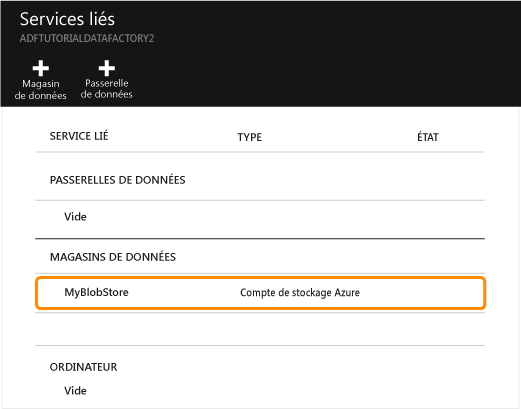 Services liés
ADFTUTORIALDATAFACTORY2
Magasin de données
Passerelle de données
SERVICE LIÉ TYPE ÉTAT
PASSERELLES DE DONNÉES
Vide
MAGASINS DE DONNÉES
MyBlobStore Compte de stockage Azure
ORDINATEUR
Vide